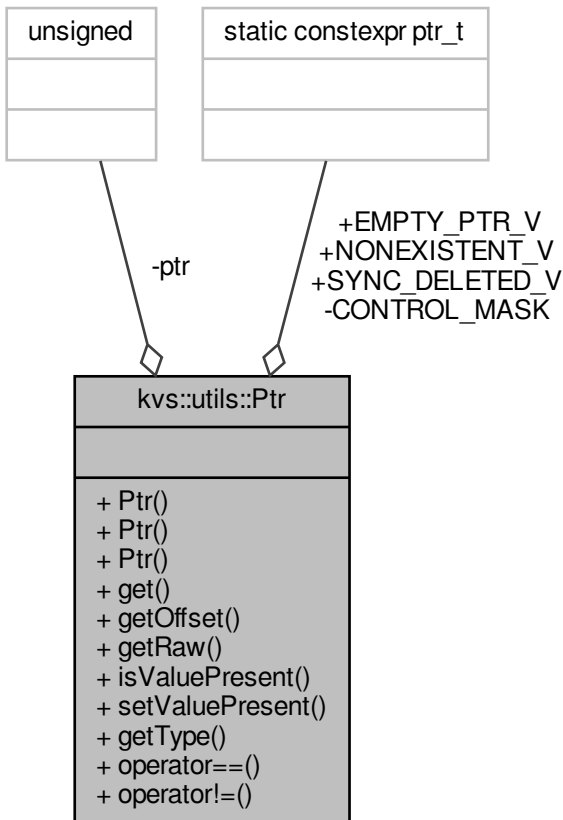 unsigned
static constexpr ptr_t
-ptr
+EMPTY_PTR_V
+NONEXISTENT_V
+SYNC_DELETED_V
-CONTROL_MASK
kvs::utils::Ptr
+ Ptr()
+ Ptr()
+ Ptr()
+ get()
+ getOffset()
+ getRaw()
+ isValuePresent()
+ setValuePresent()
+ getType()
+ operator==()
+ operator!=()